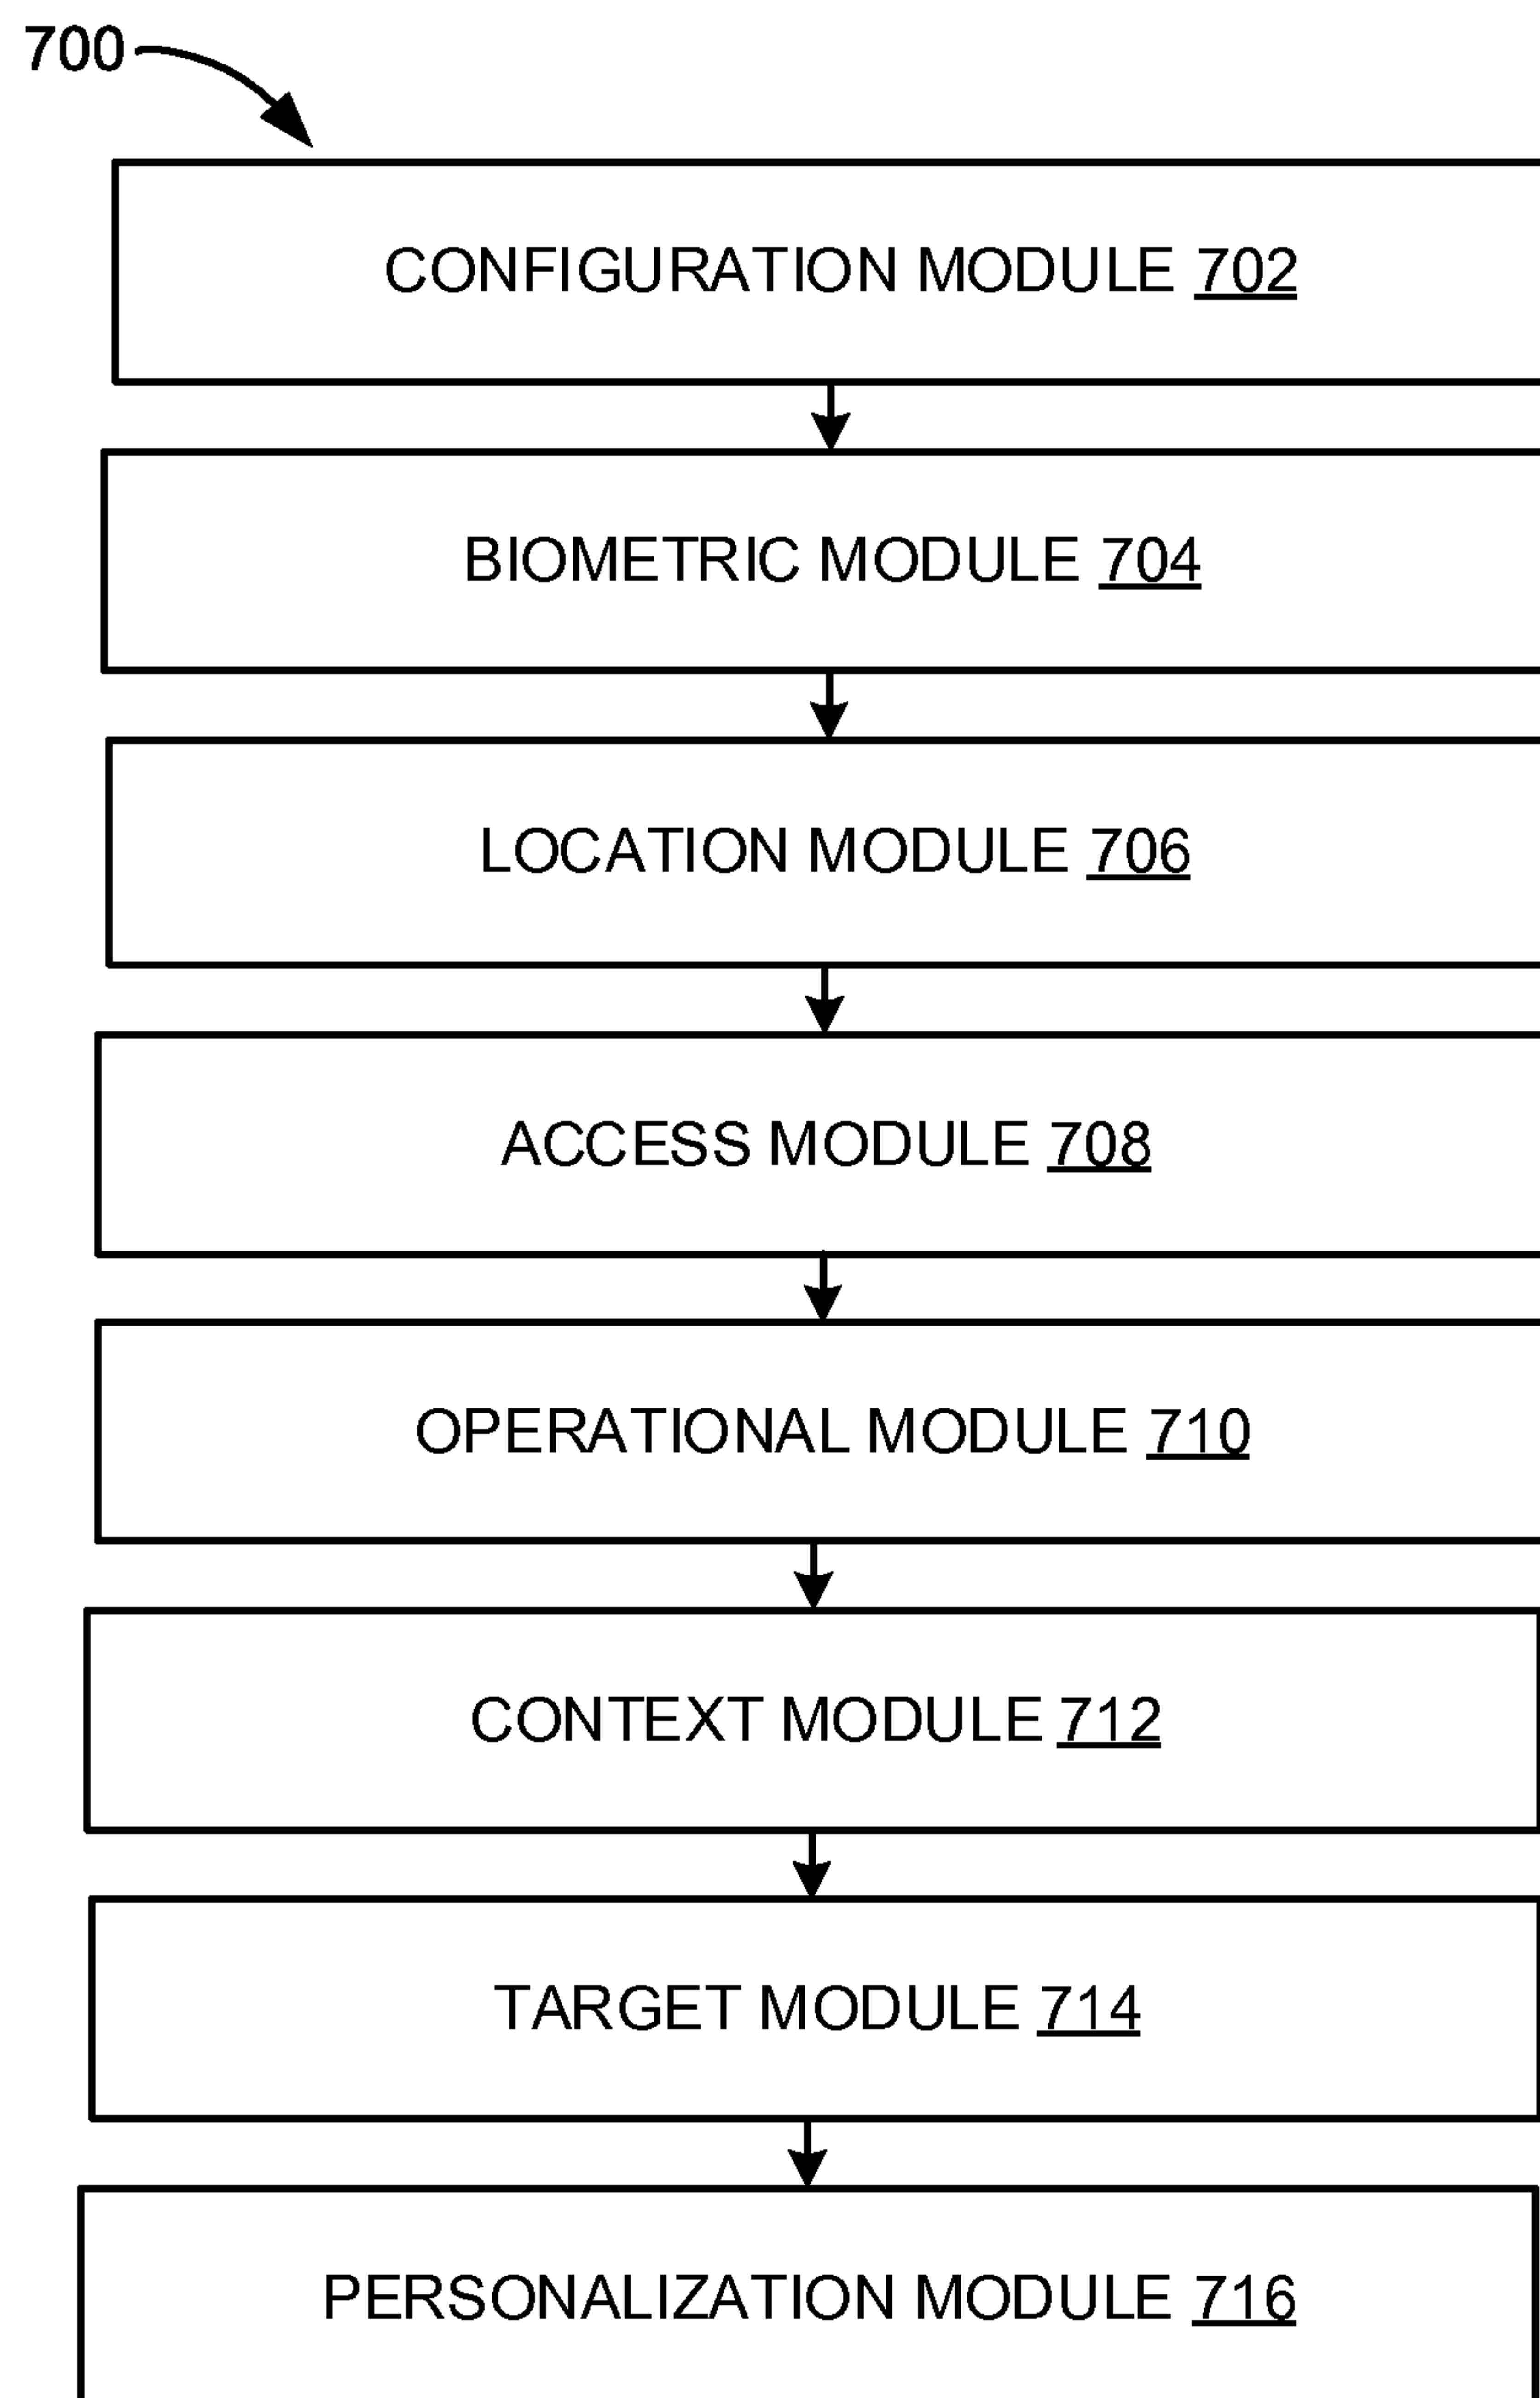 700
CONFIGURATION MODULE 702
BIOMETRIC MODULE 704
LOCATION MODULE 706
ACCESS MODULE 708
OPERATIONAL MODULE 710
CONTEXT MODULE 712
TARGET MODULE 714
PERSONALIZATION MODULE 716